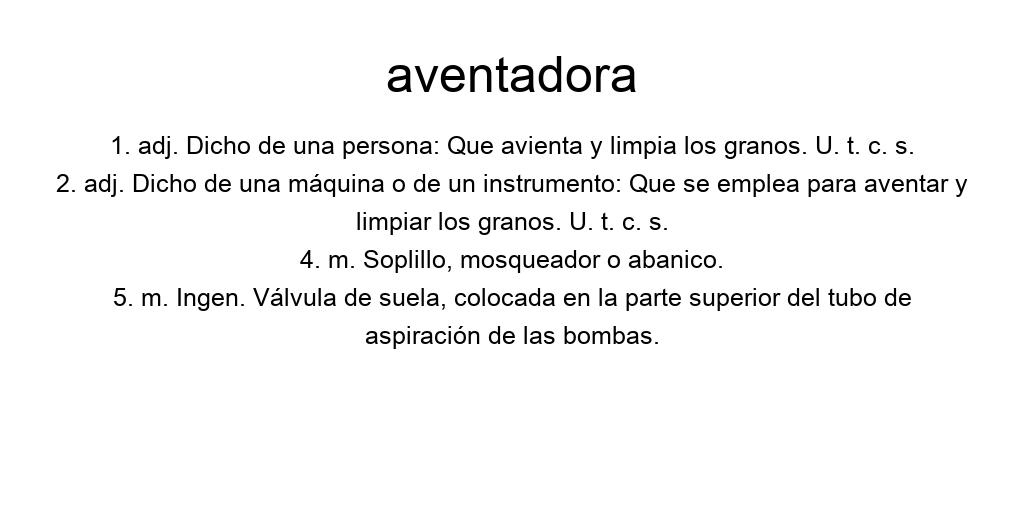 aventadora
1. adj. Dicho de una persona: Que avienta y limpia los granos. U. t. c. s.
2. adj. Dicho de una máquina o de un instrumento: Que se emplea para aventar y
limpiar los granos. U. t. c. s.
4. m. Soplillo, mosqueador o abanico.
5. m. Ingen. Válvula de suela, colocada en la parte superior del tubo de
aspiración de las bombas.